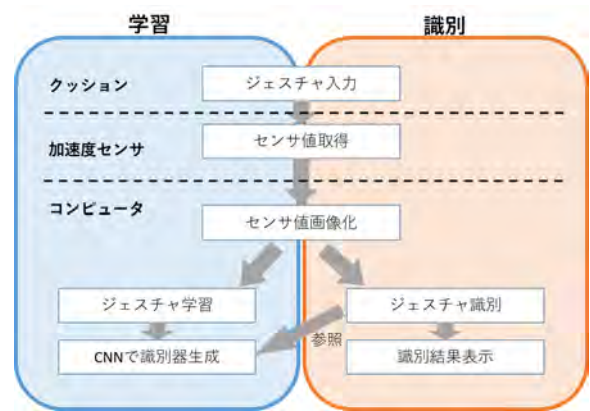 学習
識別
クッション
ジェスチャ入力
加速度センサ
センサ値取得
コンピュータ
センサ値画像化
ジェスチャ学習
ジェスチャ識別
参照
CNNで識別器生成
識別結果表示